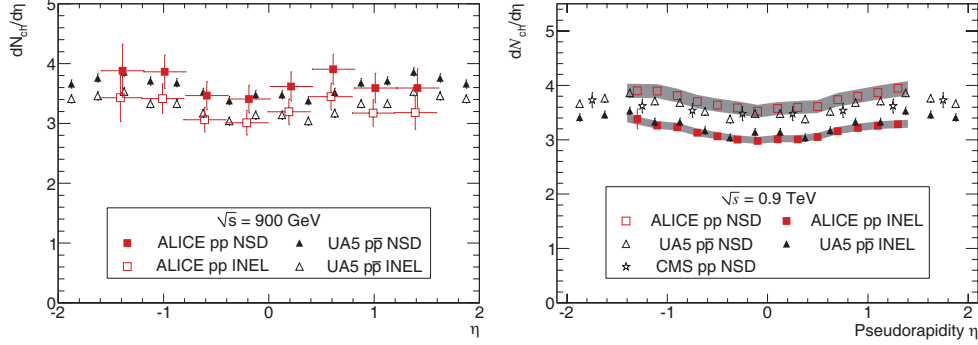 dN_ch/dη
5
4
3
2
1
0
√s = 900 GeV
ALICE pp NSD
UA5 pp̄ NSD
ALICE pp INEL
UA5 pp̄ INEL
-2 -1 0 1 2
η
dN_ch/dη
5
4
3
2
1
0
√s = 0.9 TeV
ALICE pp NSD
ALICE pp INEL
UA5 pp̄ NSD
UA5 pp̄ INEL
CMS pp NSD
-2 -1 0 1 2
Pseudorapidity η